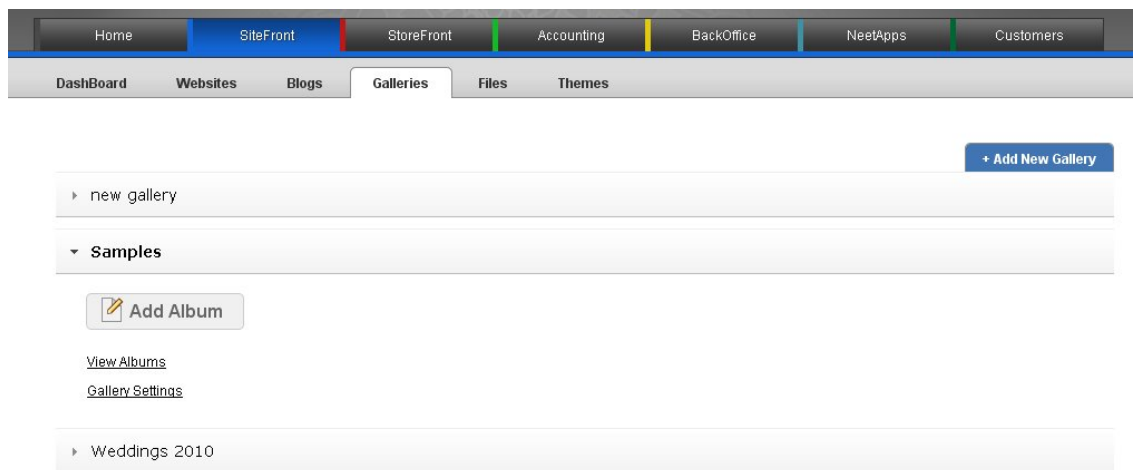 Home SiteFront StoreFront Accounting BackOffice NeetApps Customers
DashBoard Websites Blogs Galleries Files Themes
+ Add New Gallery
new gallery
Samples
Add Album
View Albums
Gallery Settings
Weddings 2010